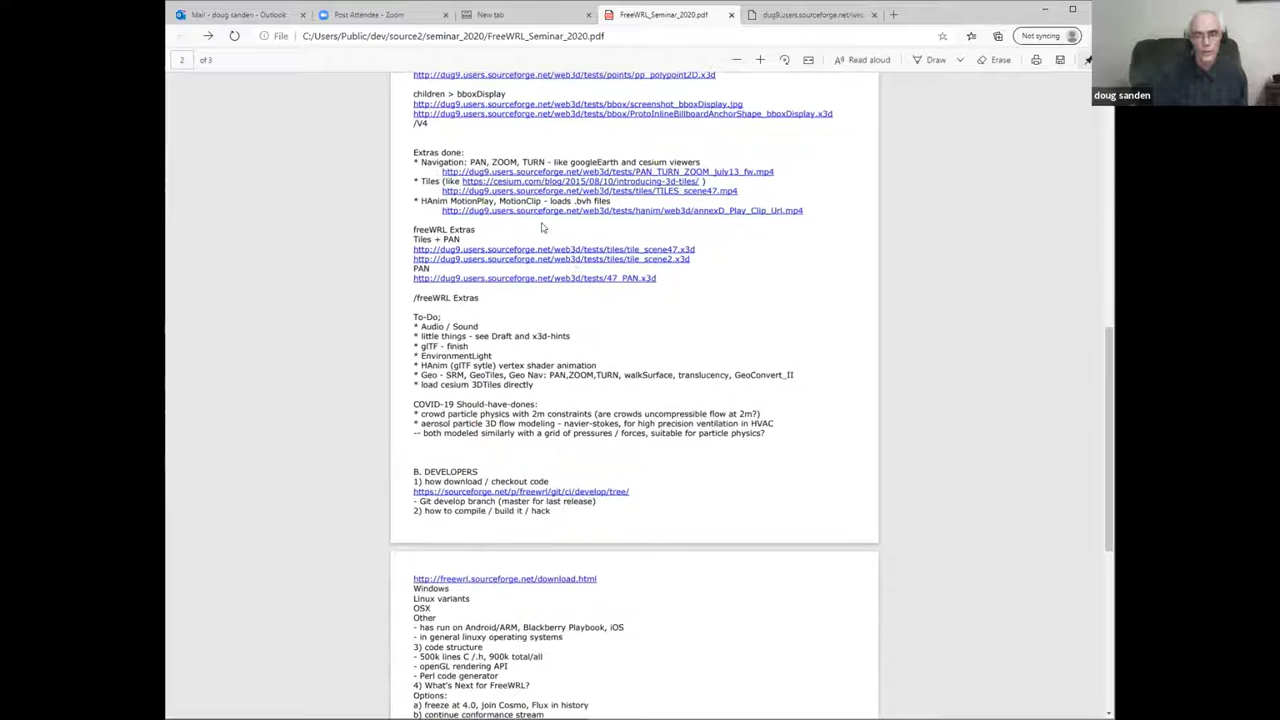 Mail - doug sanden - Outlook
Post Attendee - Zoom
New tab
FreeWRL_Seminar_2020.pdf
dug9.users.sourceforge.net/wro
File
C:/Users/Public/dev/source2/seminar_2020/FreeWRL_Seminar_2020.pdf
Not syncing
2 of 3
Read aloud
Draw
Erase
doug sanden
http://dug9.users.sourceforge.net/web3d/tests/points/pp_polypoint2D.x3d
children > bboxDisplay
http://dug9.users.sourceforge.net/web3d/tests/bbox/screenshot_bboxDisplay.jpg
http://dug9.users.sourceforge.net/web3d/tests/bbox/ProtoInlineBillboardAnchorShape_bboxDisplay.x3d
/V4
Extras done:
* Navigation: PAN, ZOOM, TURN - like googleEarth and cesium viewers
http://dug9.users.sourceforge.net/web3d/tests/PAN_TURN_ZOOM_july13_fw.mp4
* Tiles (like https://cesium.com/blog/2015/08/10/introducing-3d-tiles/ )
http://dug9.users.sourceforge.net/web3d/tests/tiles/TILES_scene47.mp4
* HAnim MotionPlay, MotionClip - loads .bvh files
http://dug9.users.sourceforge.net/web3d/tests/hanim/web3d/annexD_Play_Clip_Url.mp4
freeWRL Extras
Tiles + PAN
http://dug9.users.sourceforge.net/web3d/tests/tiles/tile_scene47.x3d
http://dug9.users.sourceforge.net/web3d/tests/tiles/tile_scene2.x3d
PAN
http://dug9.users.sourceforge.net/web3d/tests/47_PAN.x3d
/freeWRL Extras
To-Do;
* Audio / Sound
* little things - see Draft and x3d-hints
* glTF - finish
* EnvironmentLight
* HAnim (glTF sytle) vertex shader animation
* Geo - SRM, GeoTiles, Geo Nav: PAN,ZOOM,TURN, walkSurface, translucency, GeoConvert_II
* load cesium 3DTiles directly
COVID-19 Should-have-dones:
* crowd particle physics with 2m constraints (are crowds uncompressible flow at 2m?)
* aerosol particle 3D flow modeling - navier-stokes, for high precision ventilation in HVAC
-- both modeled similarly with a grid of pressures / forces, suitable for particle physics?
B. DEVELOPERS
1) how download / checkout code
https://sourceforge.net/p/freewrl/git/ci/develop/tree/
- Git develop branch (master for last release)
2) how to compile / build it / hack
http://freewrl.sourceforge.net/download.html
Windows
Linux variants
OSX
Other
- has run on Android/ARM, Blackberry Playbook, iOS
- in general linuxy operating systems
3) code structure
- 500k lines C /.h, 900k total/all
- openGL rendering API
- Perl code generator
4) What's Next for FreeWRL?
Options:
a) freeze at 4.0, join Cosmo, Flux in history
b) continue conformance stream